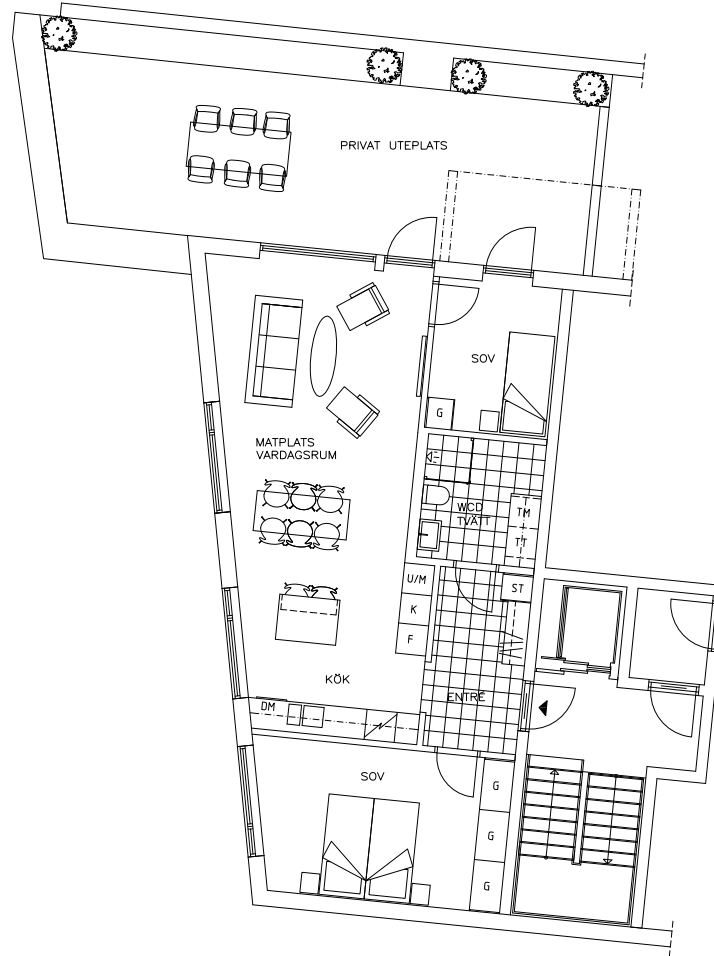 PRIVAT UTEPLATS
SOV
G
MATPLATS
VARDAGSRUM
WCD
TVÄTT
TM
TT
U/M
K
F
ST
KÖK
ENTRÉ
DM
SOV
G
G
G